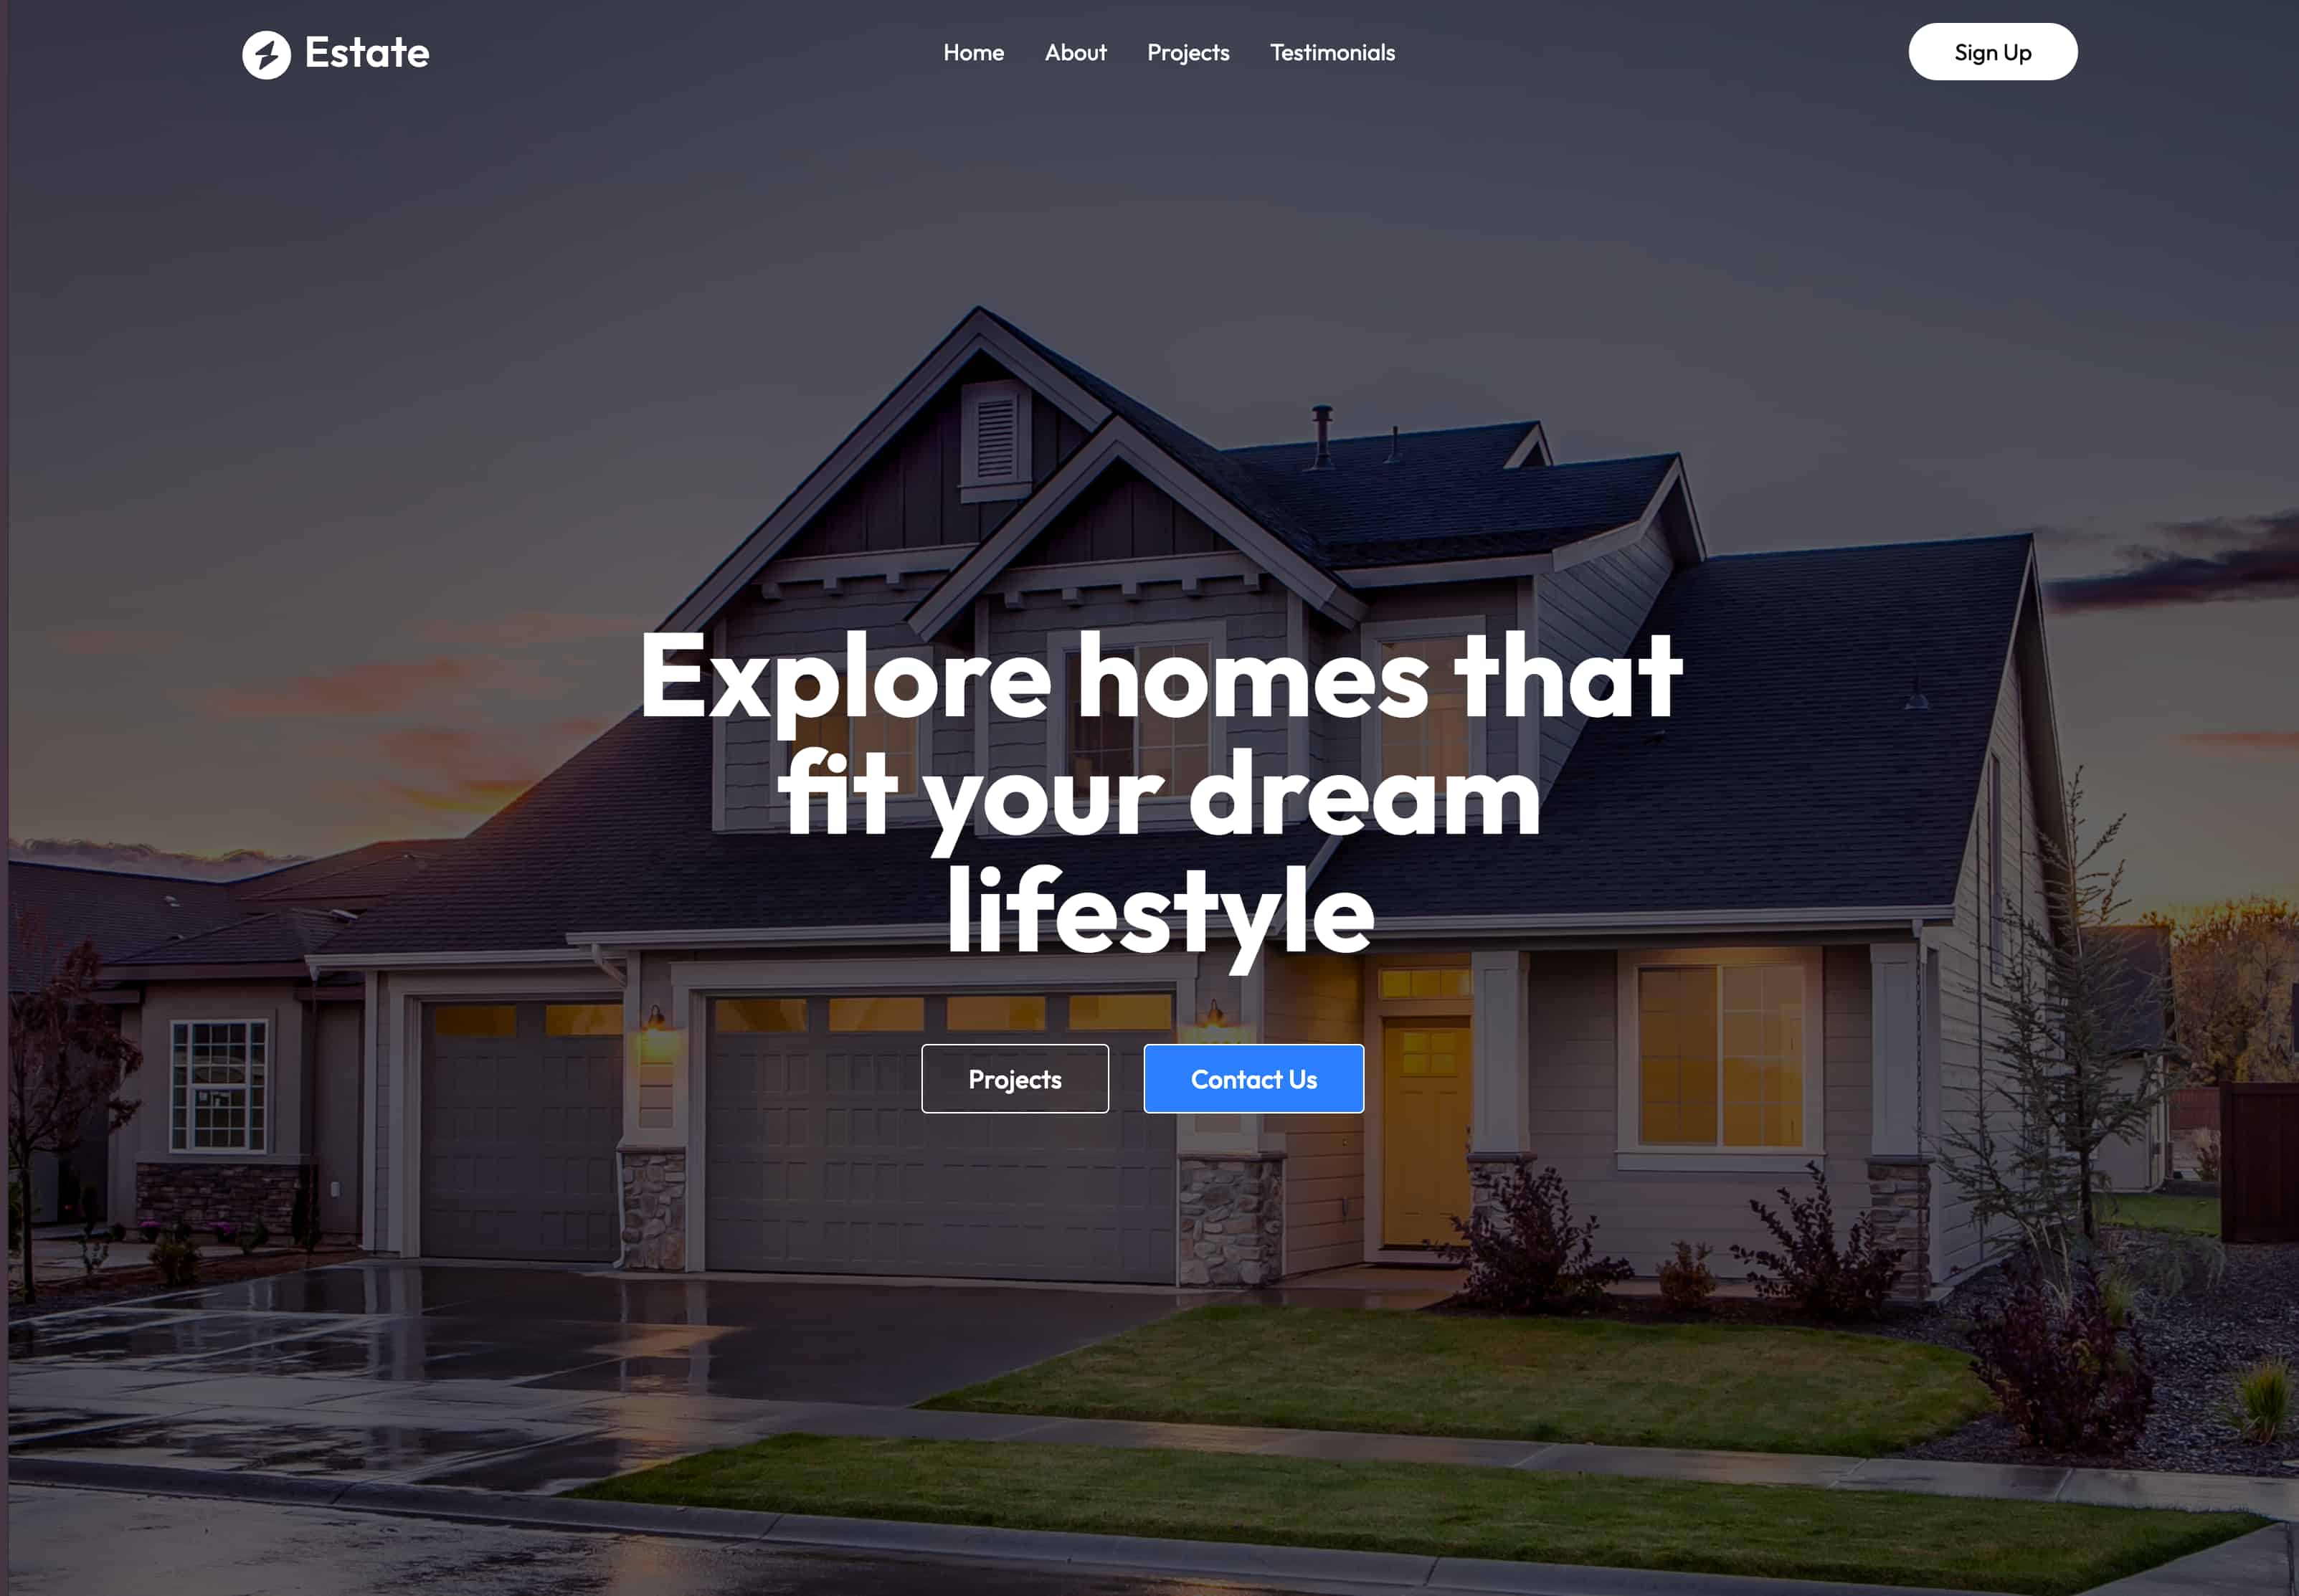 Estate
Home About Projects Testimonials
Sign Up
Explore homes that
fit your dream
lifestyle
Projects
Contact Us